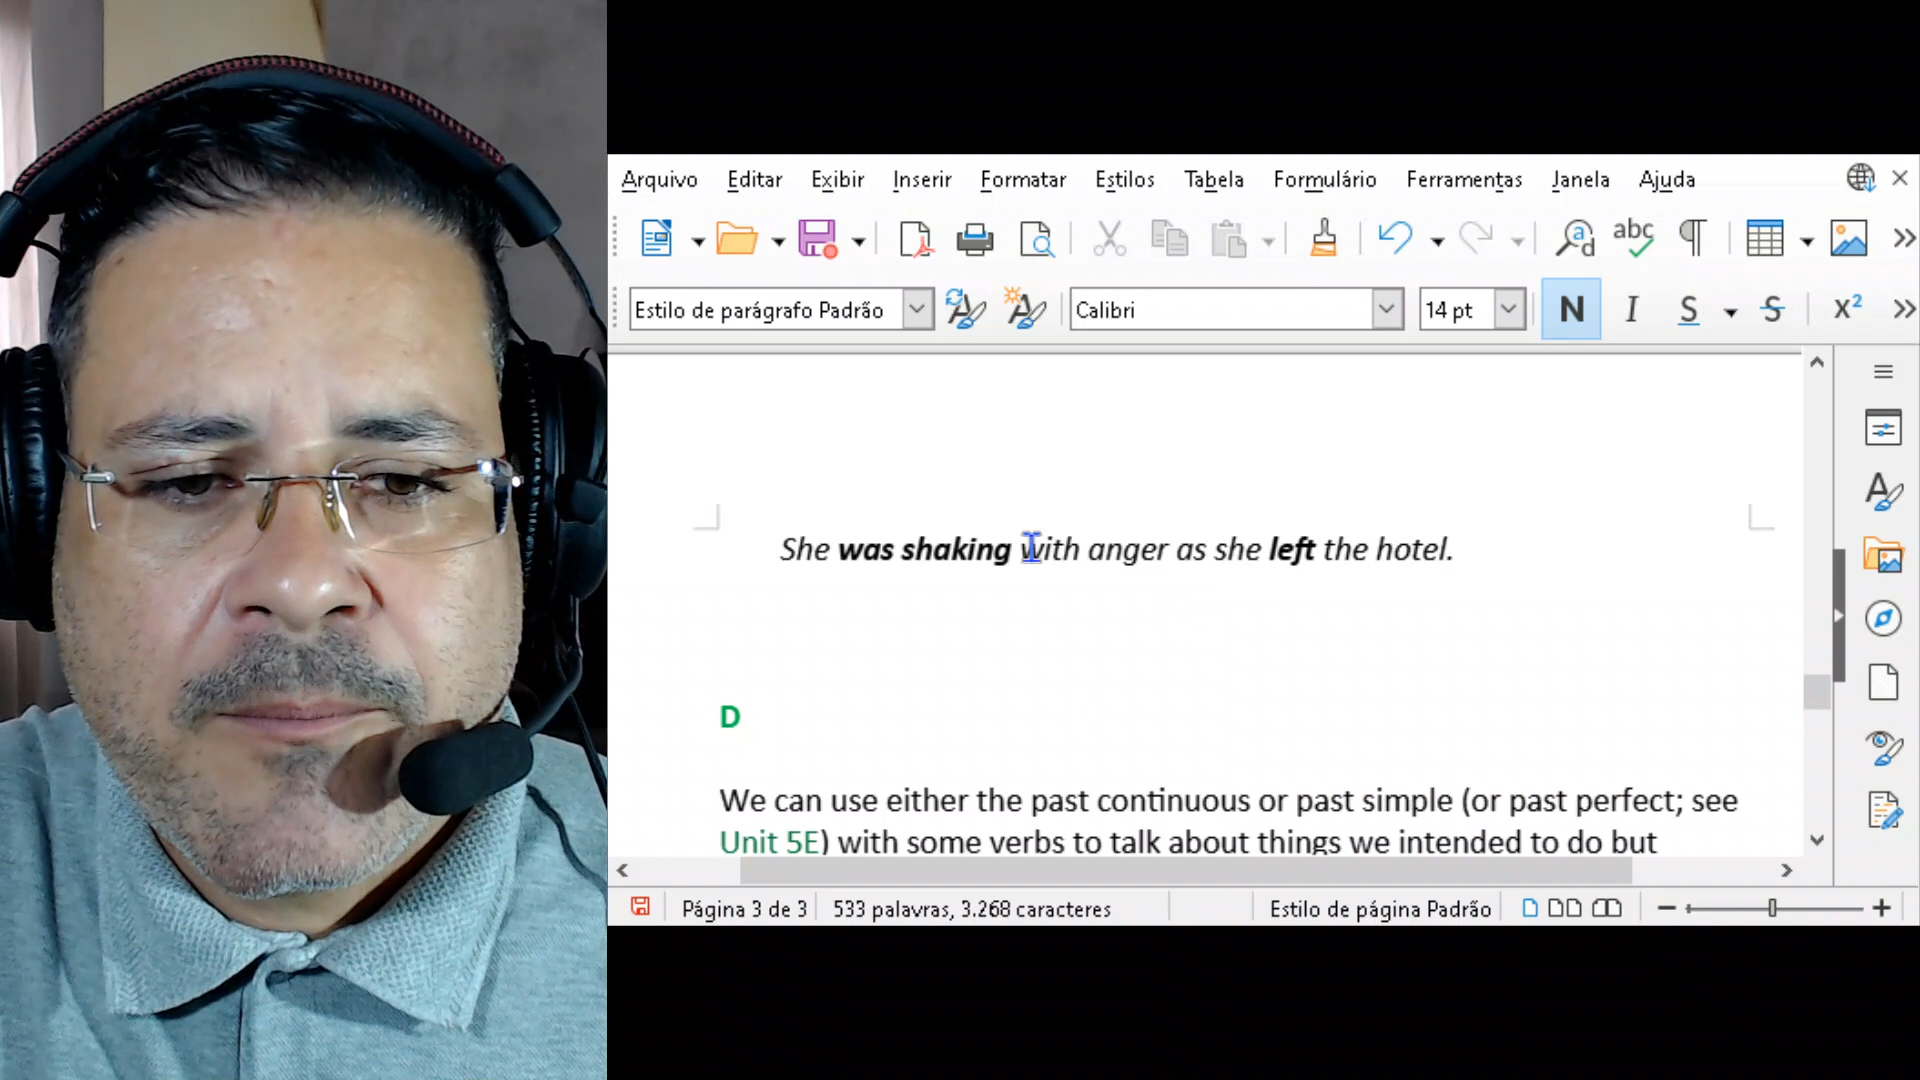 Arquivo Editar Exibir Inserir Formatar Estilos Tabela Formulário Ferramentas Janela Ajuda
abc
Estilo de parágrafo Padrão Calibri 14 pt N I S S X²
She was shaking with anger as she left the hotel.
D
We can use either the past continuous or past simple (or past perfect; see
Unit 5E) with some verbs to talk about things we intended to do but
Página 3 de 3 533 palavras, 3.268 caracteres Estilo de página Padrão